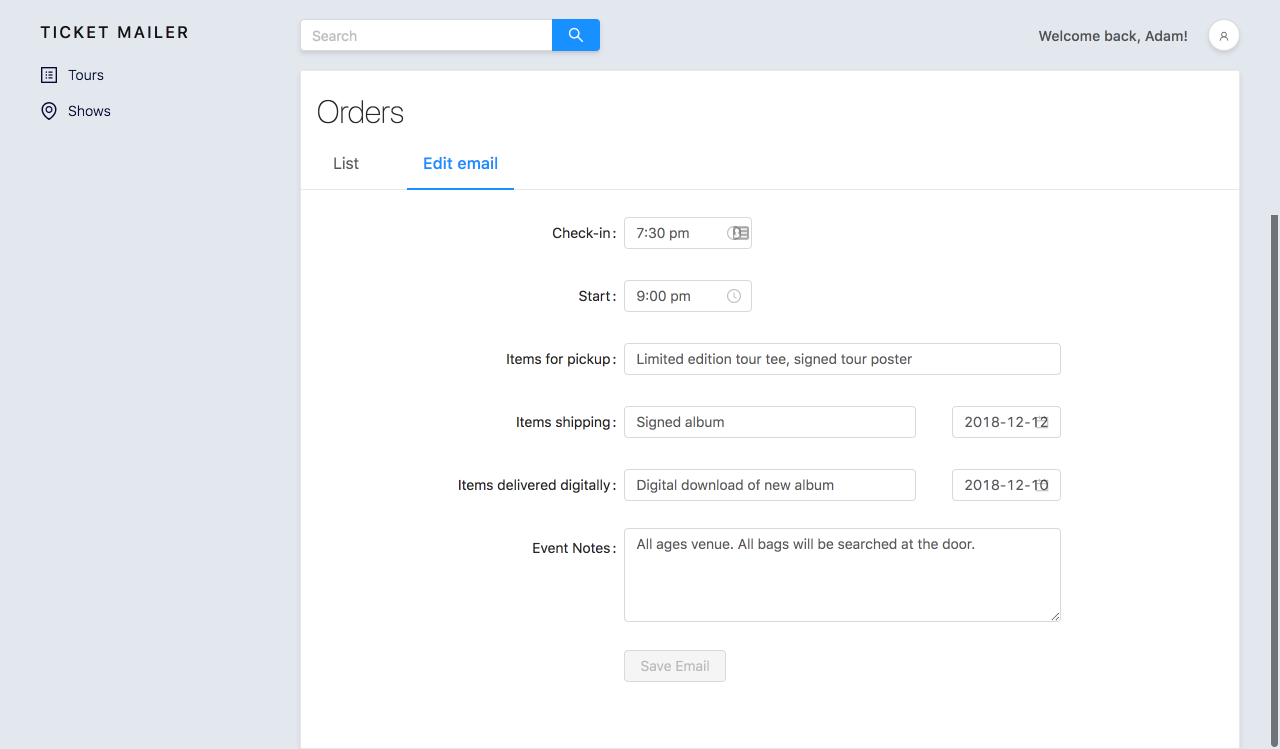 TICKET MAILER
Search
Welcome back, Adam!
Tours
Shows
Orders
List
Edit email
Check-in:
7:30 pm
Start:
9:00 pm
Items for pickup:
Limited edition tour tee, signed tour poster
Items shipping:
Signed album
2018-12-12
Items delivered digitally:
Digital download of new album
2018-12-10
Event Notes:
All ages venue. All bags will be searched at the door.
Save Email